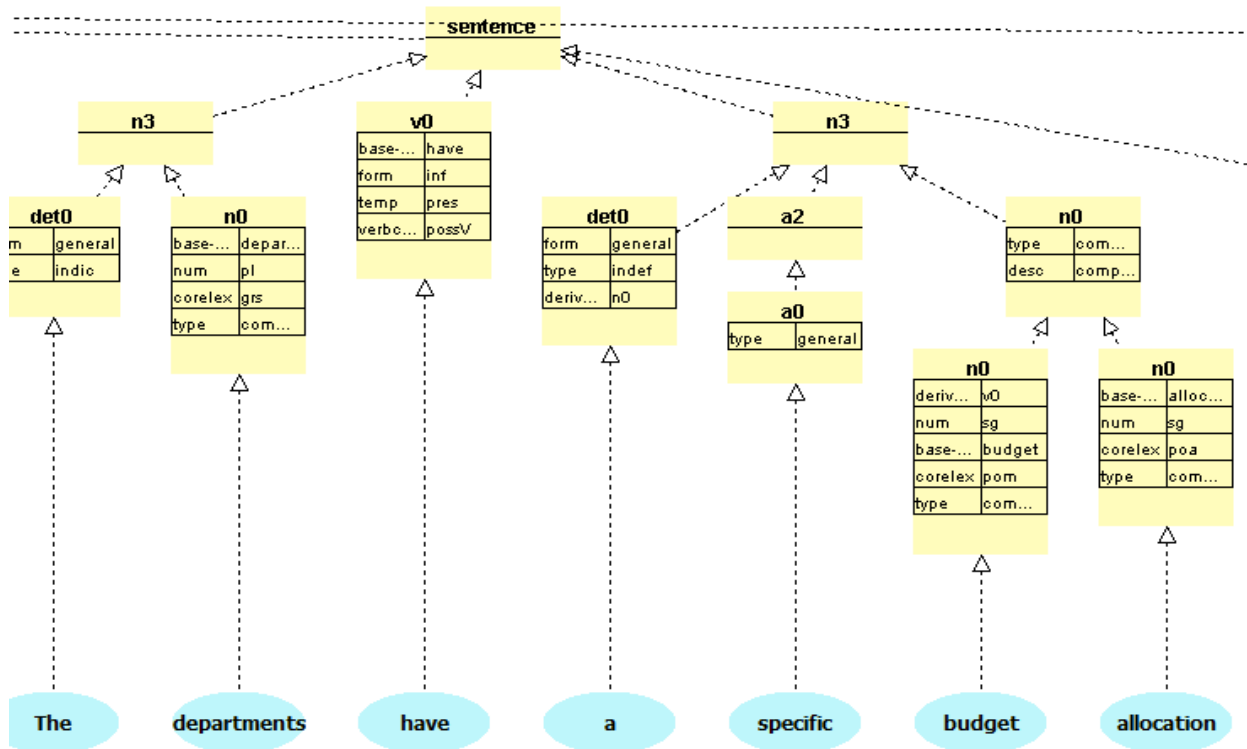 sentence
n3
v0
base-... have
form inf
temp pres
verbc... possV
n3
det0
m general
e indic
n0
base-... depar...
num pl
corelex grs
type com...
det0
form general
type indef
deriv... n0
a2
a0
type general
n0
type com...
desc comp...
n0
deriv... v0
num sg
base-... budget
corelex pom
type com...
n0
base-... alloc...
num sg
corelex poa
type com...
The departments have a specific budget allocation